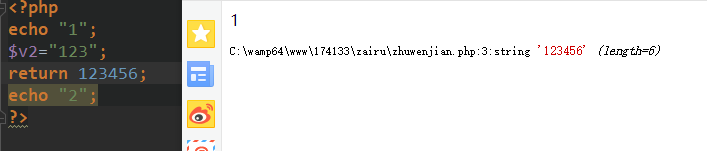 <?php
echo "1";
$v2="123";
return 123456;
echo "2";
?>
1
C:\wamp64\www\174133\zairu\zhuwenjian.php:3:string '123456' (length=6)